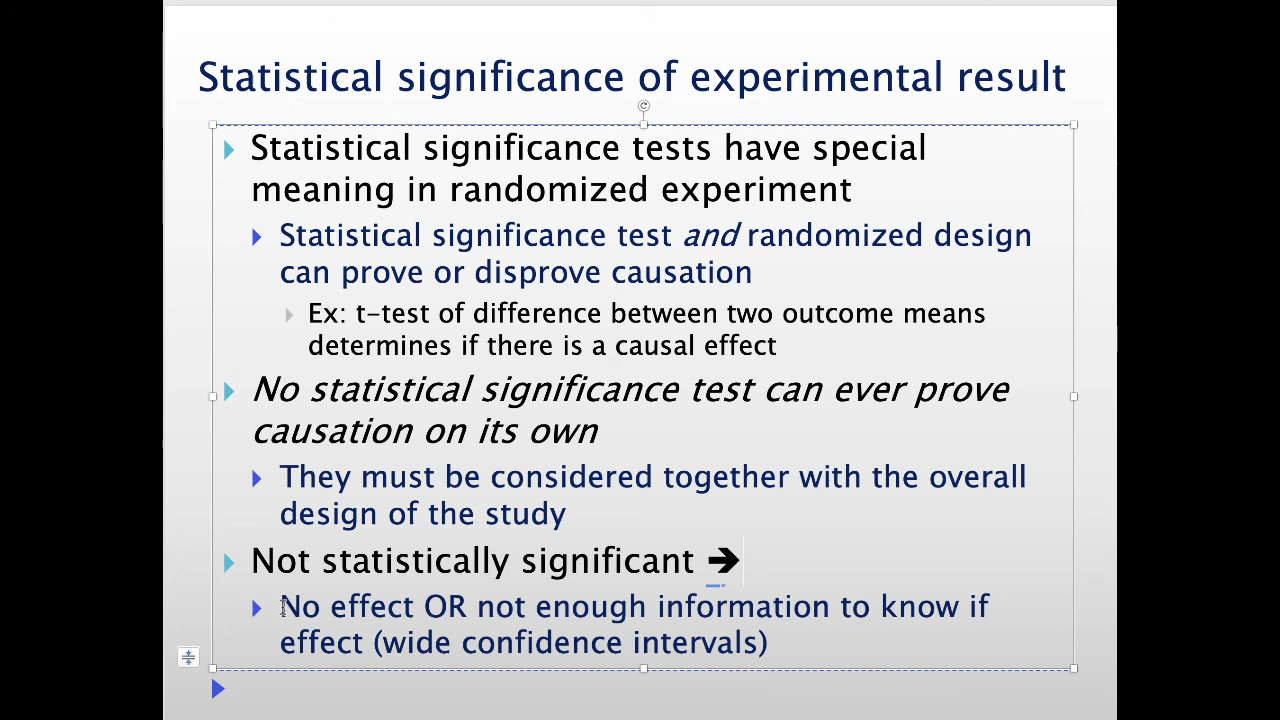 Statistical significance of experimental result
Statistical significance tests have special
meaning in randomized experiment
Statistical significance test and randomized design
can prove or disprove causation
Ex: t-test of difference between two outcome means
determines if there is a causal effect
No statistical significance test can ever prove
causation on its own
They must be considered together with the overall
design of the study
Not statistically significant ➔
No effect OR not enough information to know if
effect (wide confidence intervals)